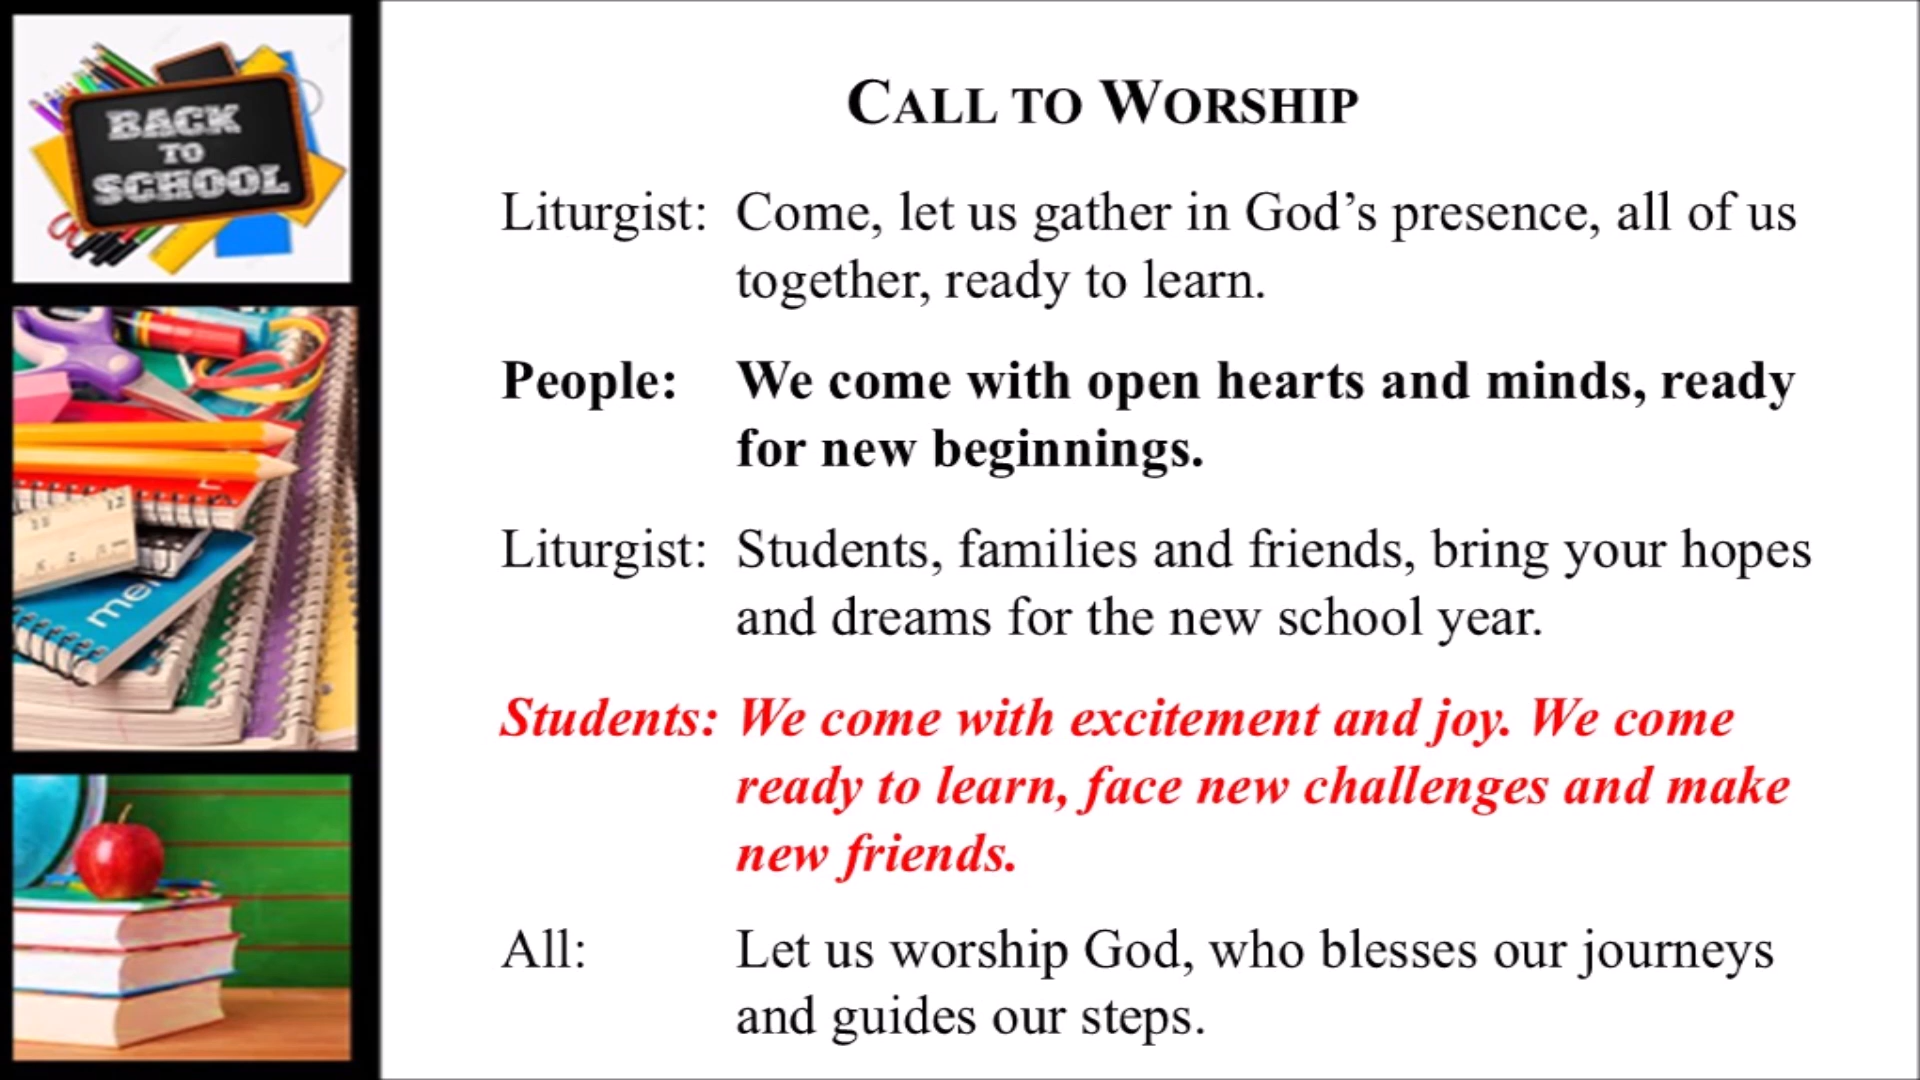 BACK
TO
SCHOOL
11
12
me
CALL TO WORSHIP
Liturgist: Come, let us gather in God’s presence, all of us
together, ready to learn.
People: We come with open hearts and minds, ready
for new beginnings.
Liturgist: Students, families and friends, bring your hopes
and dreams for the new school year.
Students: We come with excitement and joy. We come
ready to learn, face new challenges and make
new friends.
All: Let us worship God, who blesses our journeys
and guides our steps.